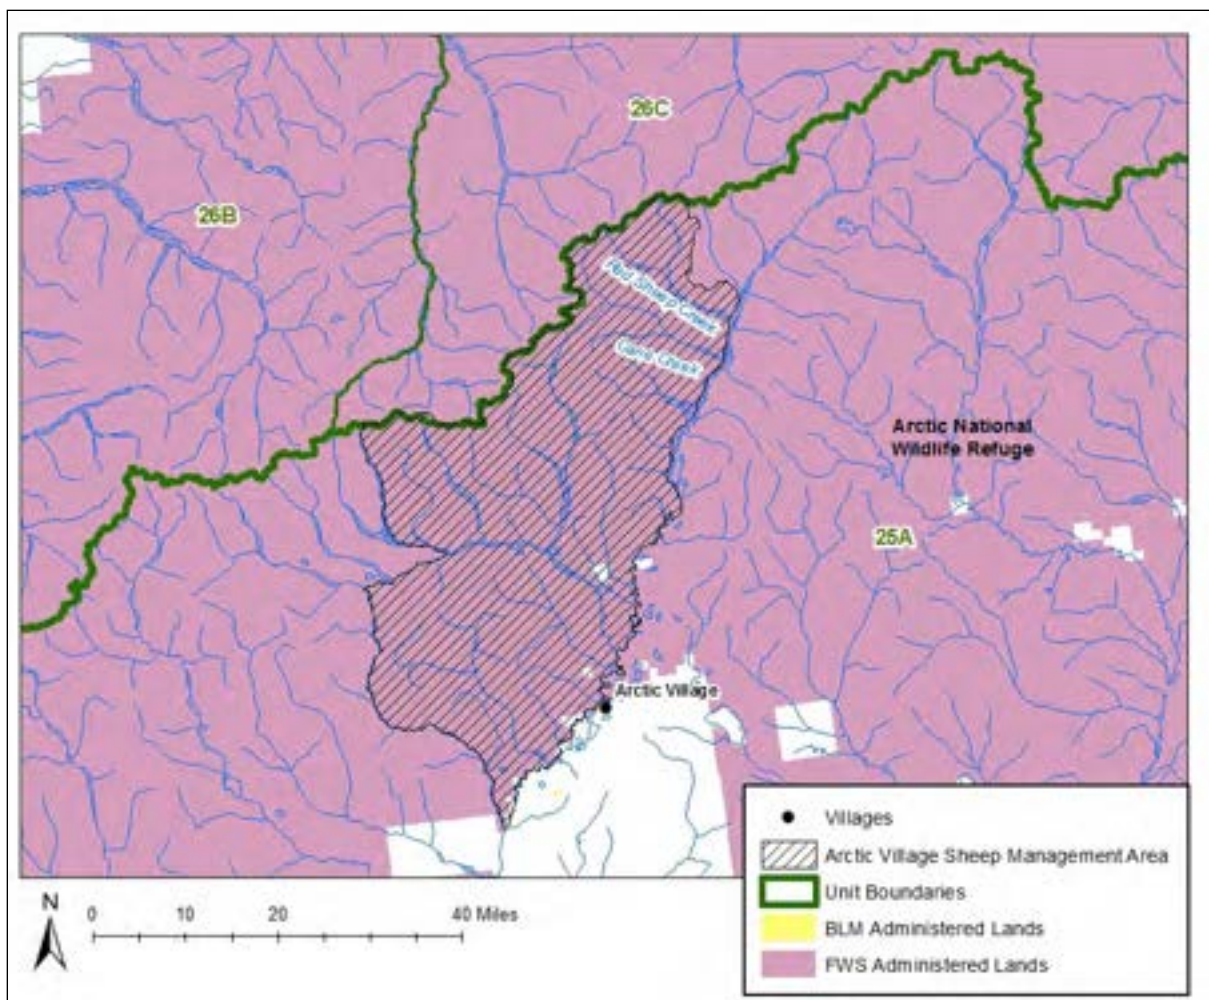 26C
26B
Red Sheep Creek
Cane Creek
Arctic National
Wildlife Refuge
25A
Arctic Village
Villages
Arctic Village Sheep Management Area
Unit Boundaries
BLM Administered Lands
FWS Administered Lands
N
0 10 20 40 Miles